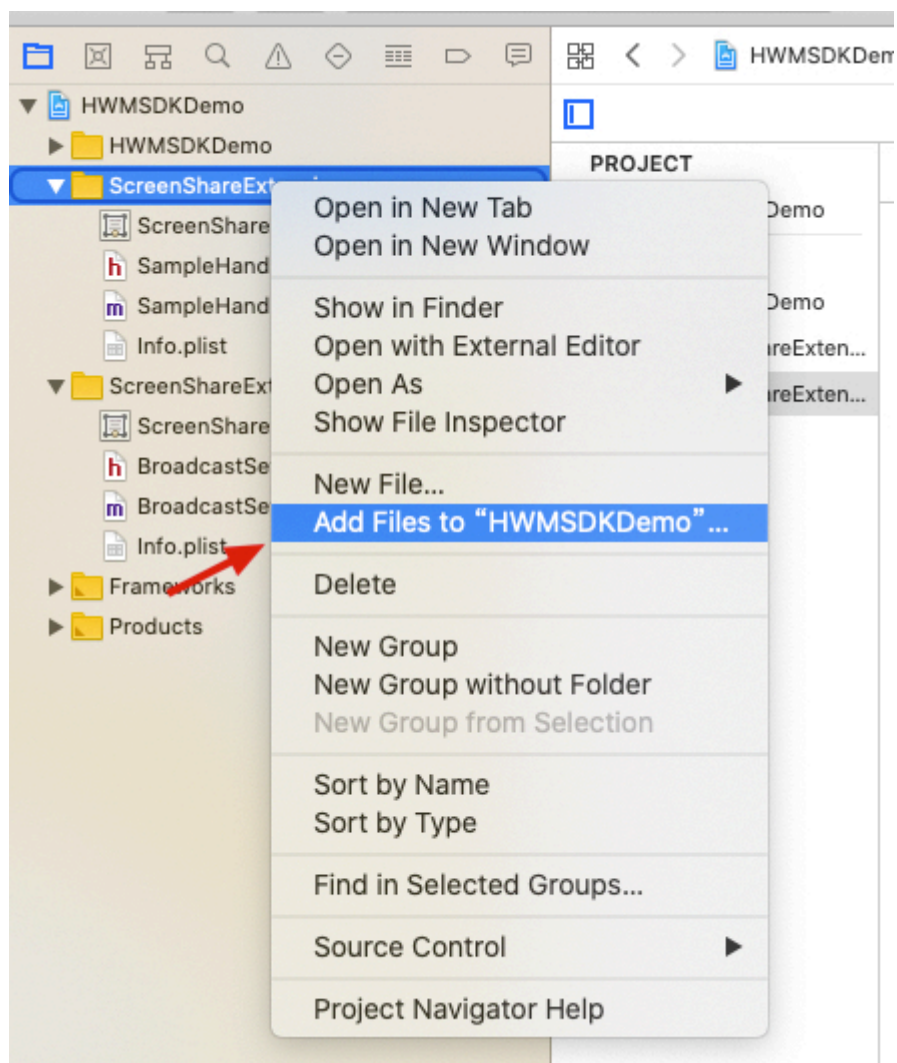 HWMSDKDem
HWMSDKDemo
HWMSDKDemo
ScreenShareExt
ScreenShare
SampleHand
SampleHand
Info.plist
ScreenShareExt
ScreenShare
BroadcastSe
BroadcastSe
Info.plist
Frameworks
Products
PROJECT
Demo
Demo
reExten...
reExten...
Open in New Tab
Open in New Window
Show in Finder
Open with External Editor
Open As
Show File Inspector
New File...
Add Files to “HWMSDKDemo”...
Delete
New Group
New Group without Folder
New Group from Selection
Sort by Name
Sort by Type
Find in Selected Groups...
Source Control
Project Navigator Help